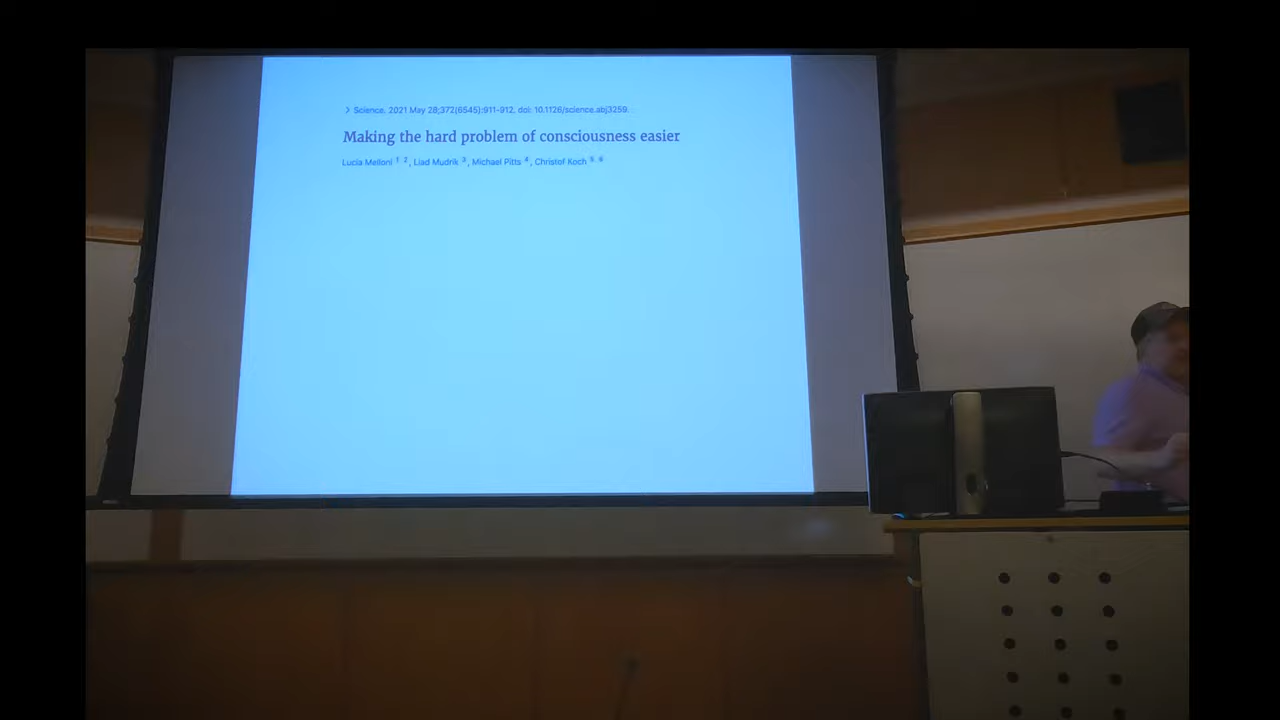 > Science. 2021 May 28;372(6545):911-912. doi: 10.1126/science.abj3259.
Making the hard problem of consciousness easier
Lucia Melloni 1 2, Liad Mudrik 3, Michael Pitts 4, Christof Koch 5 6